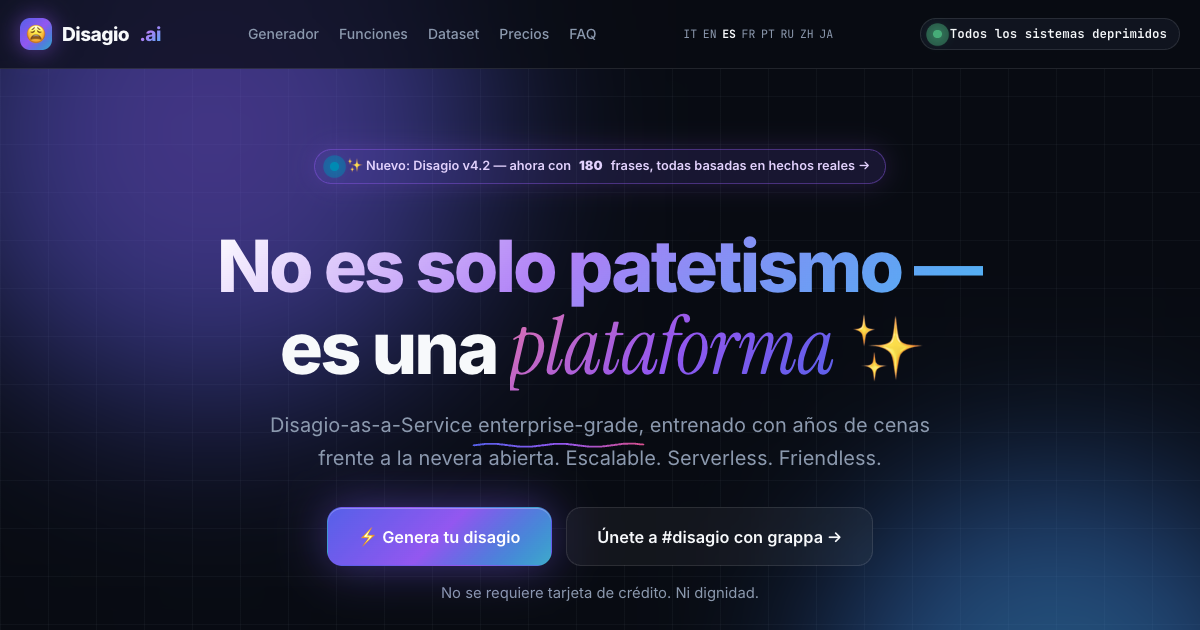 Disagio .ai
Generador Funciones Dataset Precios FAQ
IT EN ES FR PT RU ZH JA
Todos los sistemas deprimidos
✨ Nuevo: Disagio v4.2 — ahora con 180 frases, todas basadas en hechos reales →
No es solo patetismo —
es una plataforma ✨
Disagio-as-a-Service enterprise-grade, entrenado con años de cenas
frente a la nevera abierta. Escalable. Serverless. Friendless.
⚡ Genera tu disagio
Únete a #disagio con grappa →
No se requiere tarjeta de crédito. Ni dignidad.